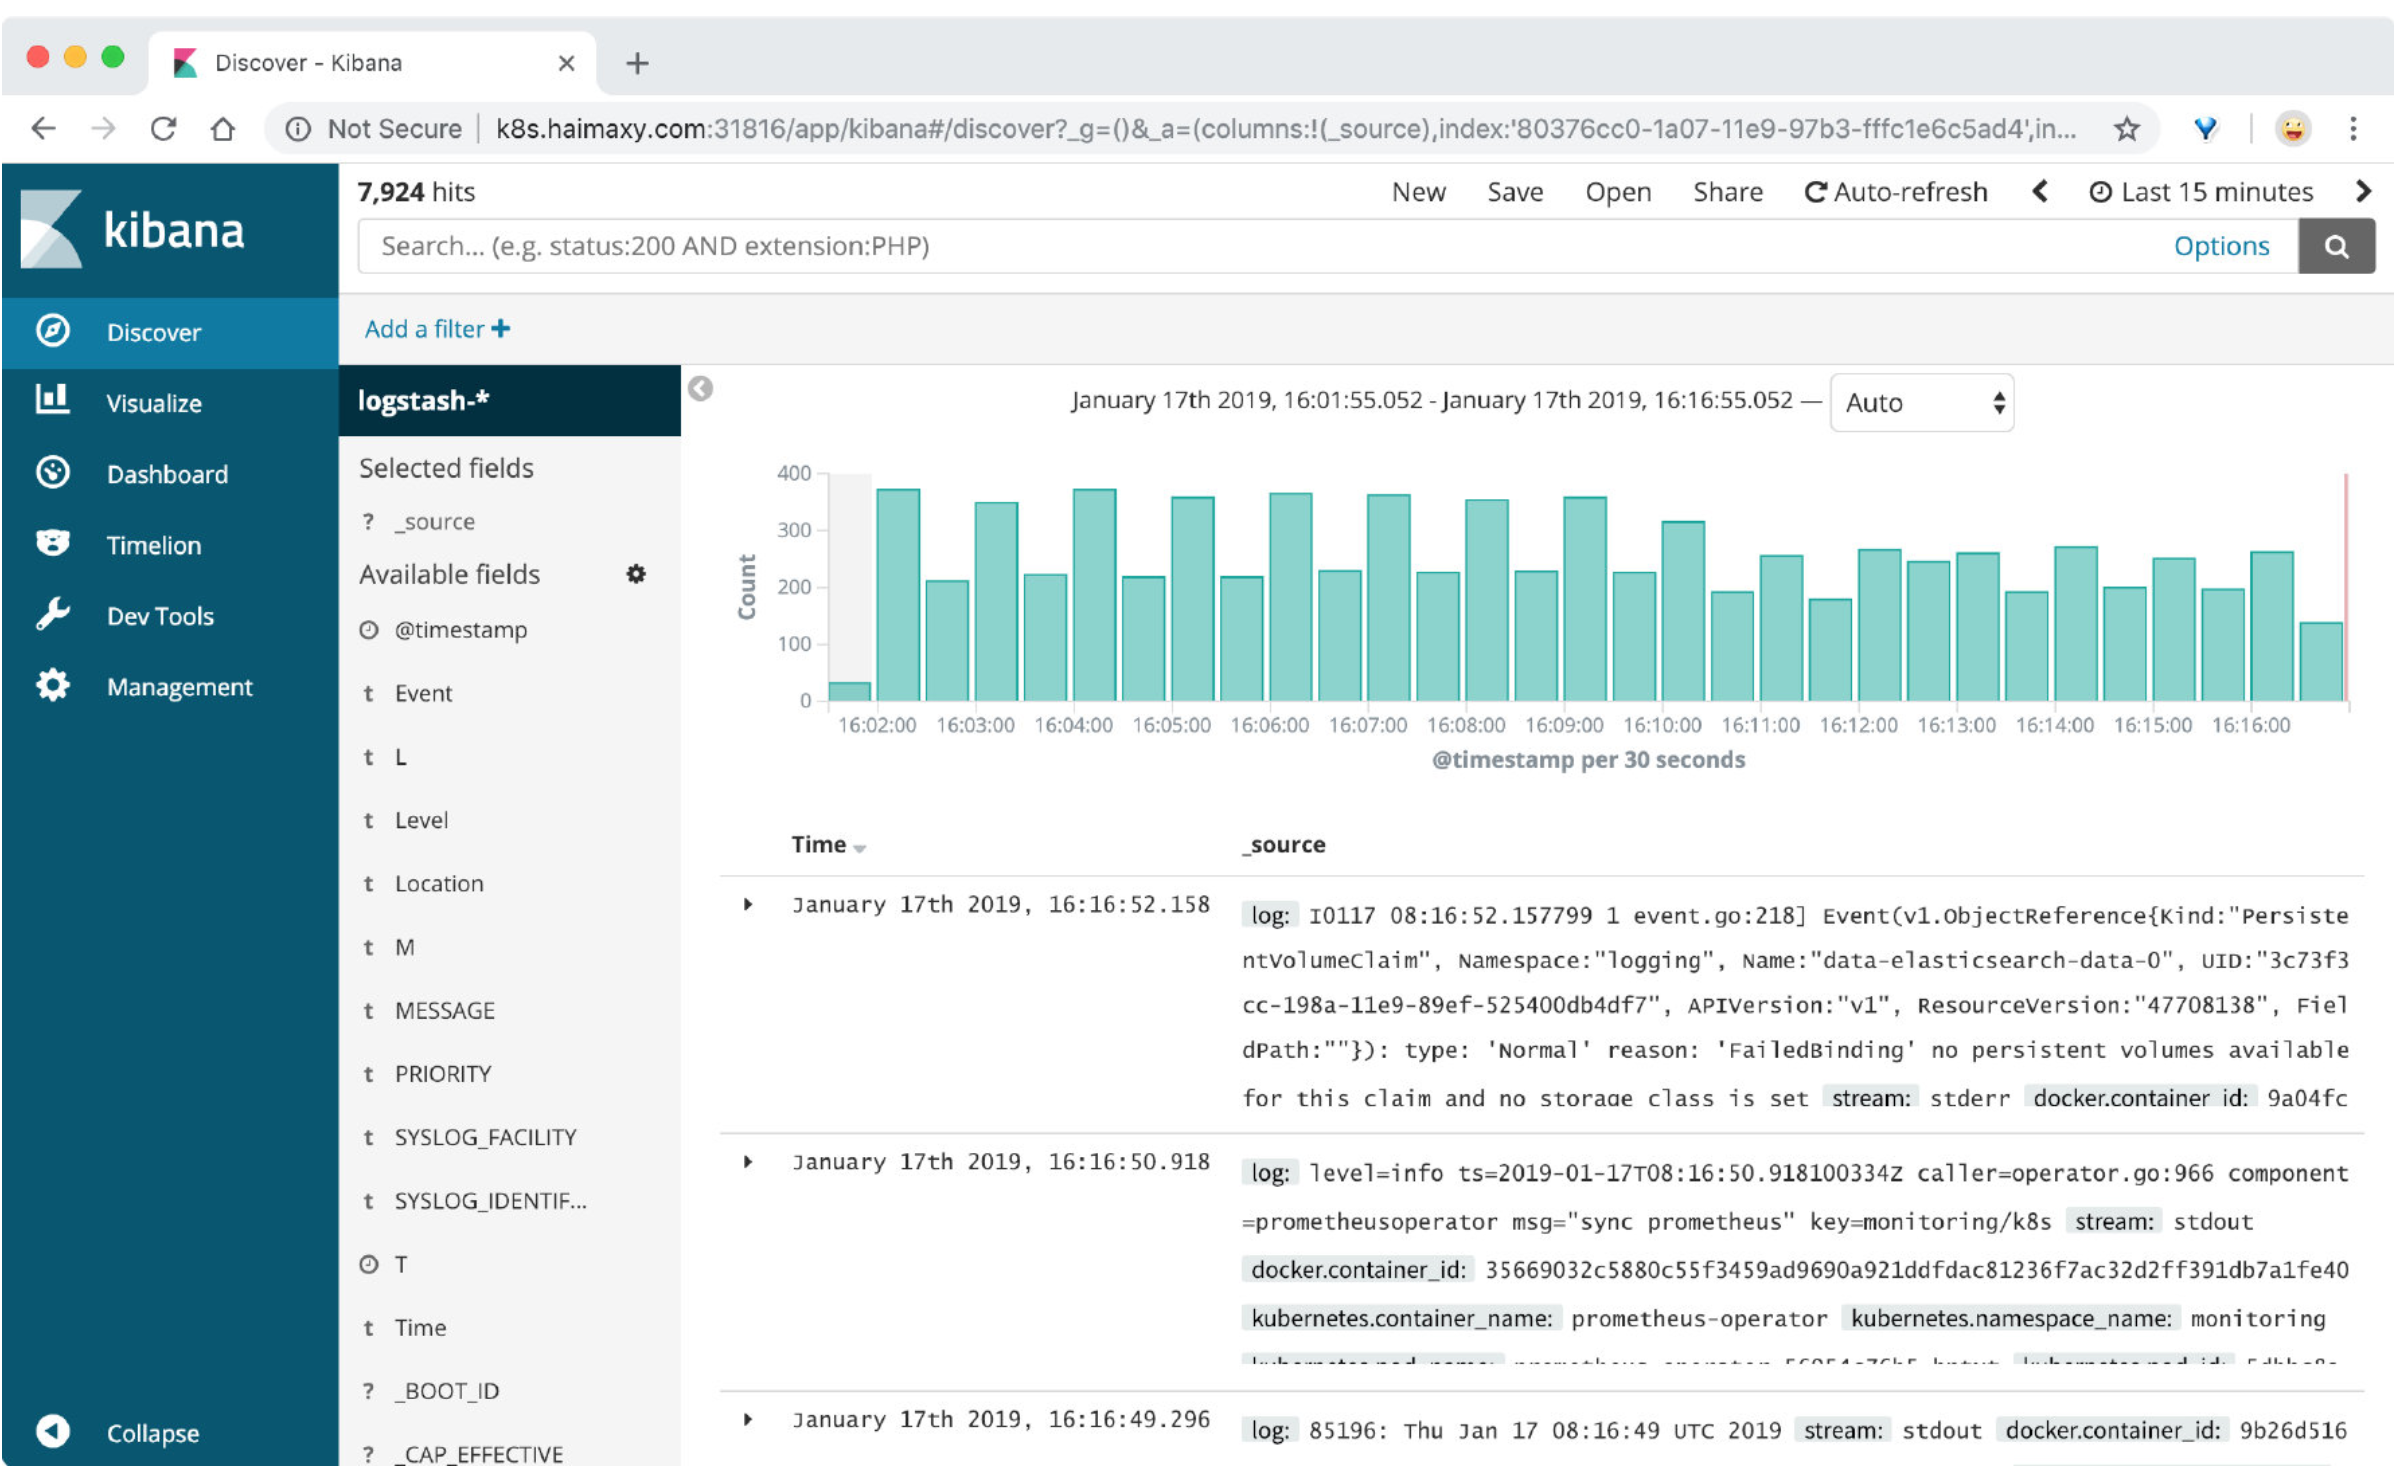 Discover - Kibana
Not Secure | k8s.haimaxy.com:31816/app/kibana#/discover?_g=()&_a=(columns:!(_source),index:'80376cc0-1a07-11e9-97b3-fffc1e6c5ad4',in...
kibana
Discover
Visualize
Dashboard
Timelion
Dev Tools
Management
Collapse
7,924 hits
New Save Open Share Auto-refresh Last 15 minutes
Search... (e.g. status:200 AND extension:PHP) Options
Add a filter +
logstash-*
Selected fields
? _source
Available fields
@timestamp
t Event
t L
t Level
t Location
t M
t MESSAGE
t PRIORITY
t SYSLOG_FACILITY
t SYSLOG_IDENTIF...
T
t Time
? _BOOT_ID
? _CAP_EFFECTIVE
January 17th 2019, 16:01:55.052 - January 17th 2019, 16:16:55.052 — Auto
Count
400
300
200
100
0
16:02:00 16:03:00 16:04:00 16:05:00 16:06:00 16:07:00 16:08:00 16:09:00 16:10:00 16:11:00 16:12:00 16:13:00 16:14:00 16:15:00 16:16:00
@timestamp per 30 seconds
Time _source
January 17th 2019, 16:16:52.158
log: I0117 08:16:52.157799 1 event.go:218] Event(v1.ObjectReference{Kind:"Persiste
ntVolumeClaim", Namespace:"logging", Name:"data-elasticsearch-data-0", UID:"3c73f3
cc-198a-11e9-89ef-525400db4df7", APIVersion:"v1", ResourceVersion:"47708138", Fiel
dPath:""}): type: 'Normal' reason: 'FailedBinding' no persistent volumes available
for this claim and no storage class is set stream: stderr docker.container_id: 9a04fc
January 17th 2019, 16:16:50.918
log: level=info ts=2019-01-17T08:16:50.918100334Z caller=operator.go:966 component
=prometheusoperator msg="sync prometheus" key=monitoring/k8s stream: stdout
docker.container_id: 35669032c5880c55f3459ad9690a921ddfdac81236f7ac32d2ff391db7a1fe40
kubernetes.container_name: prometheus-operator kubernetes.namespace_name: monitoring
January 17th 2019, 16:16:49.296
log: 85196: Thu Jan 17 08:16:49 UTC 2019 stream: stdout docker.container_id: 9b26d516